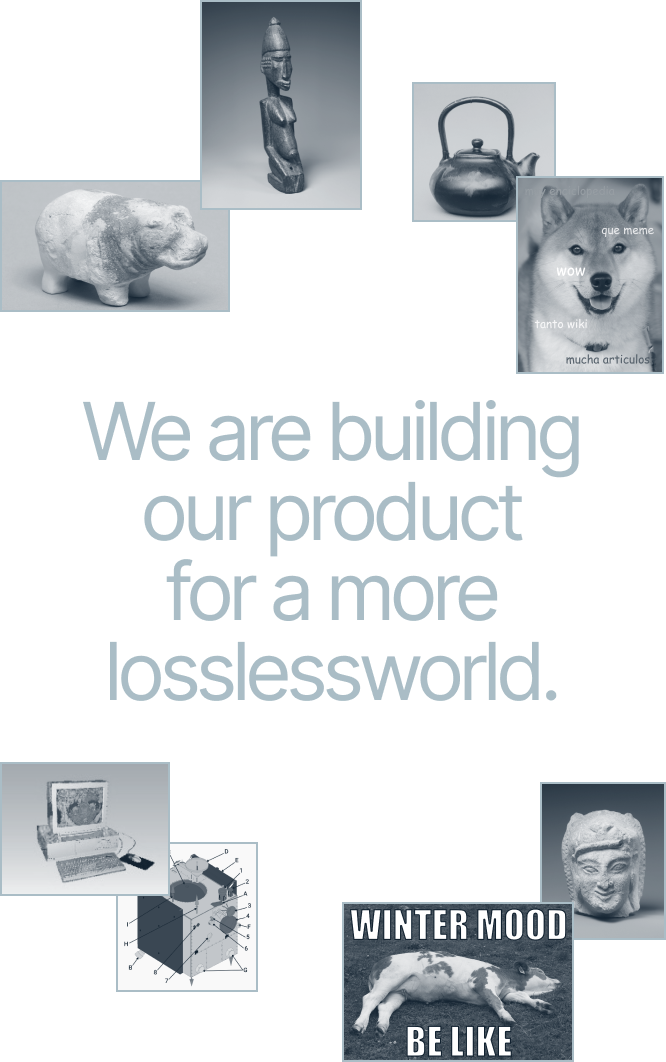 que meme
wow
tanto wiki
mucha articulos
We are building
our product
for a more
losslessworld.
D
E
1
2
A
3
4
F
5
6
G
I
H
B
8
7
WINTER MOOD
BE LIKE